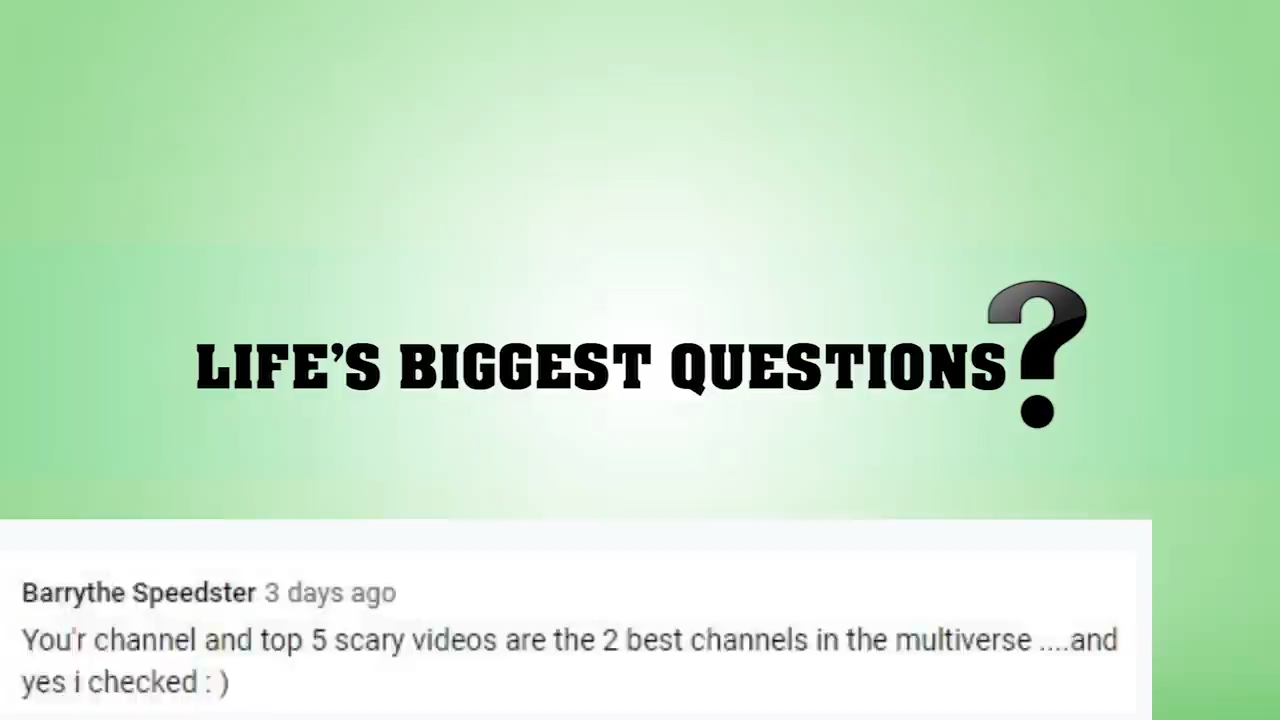 LIFE'S BIGGEST QUESTIONS?
Barrythe Speedster 3 days ago
You'r channel and top 5 scary videos are the 2 best channels in the multiverse ....and
yes i checked : )